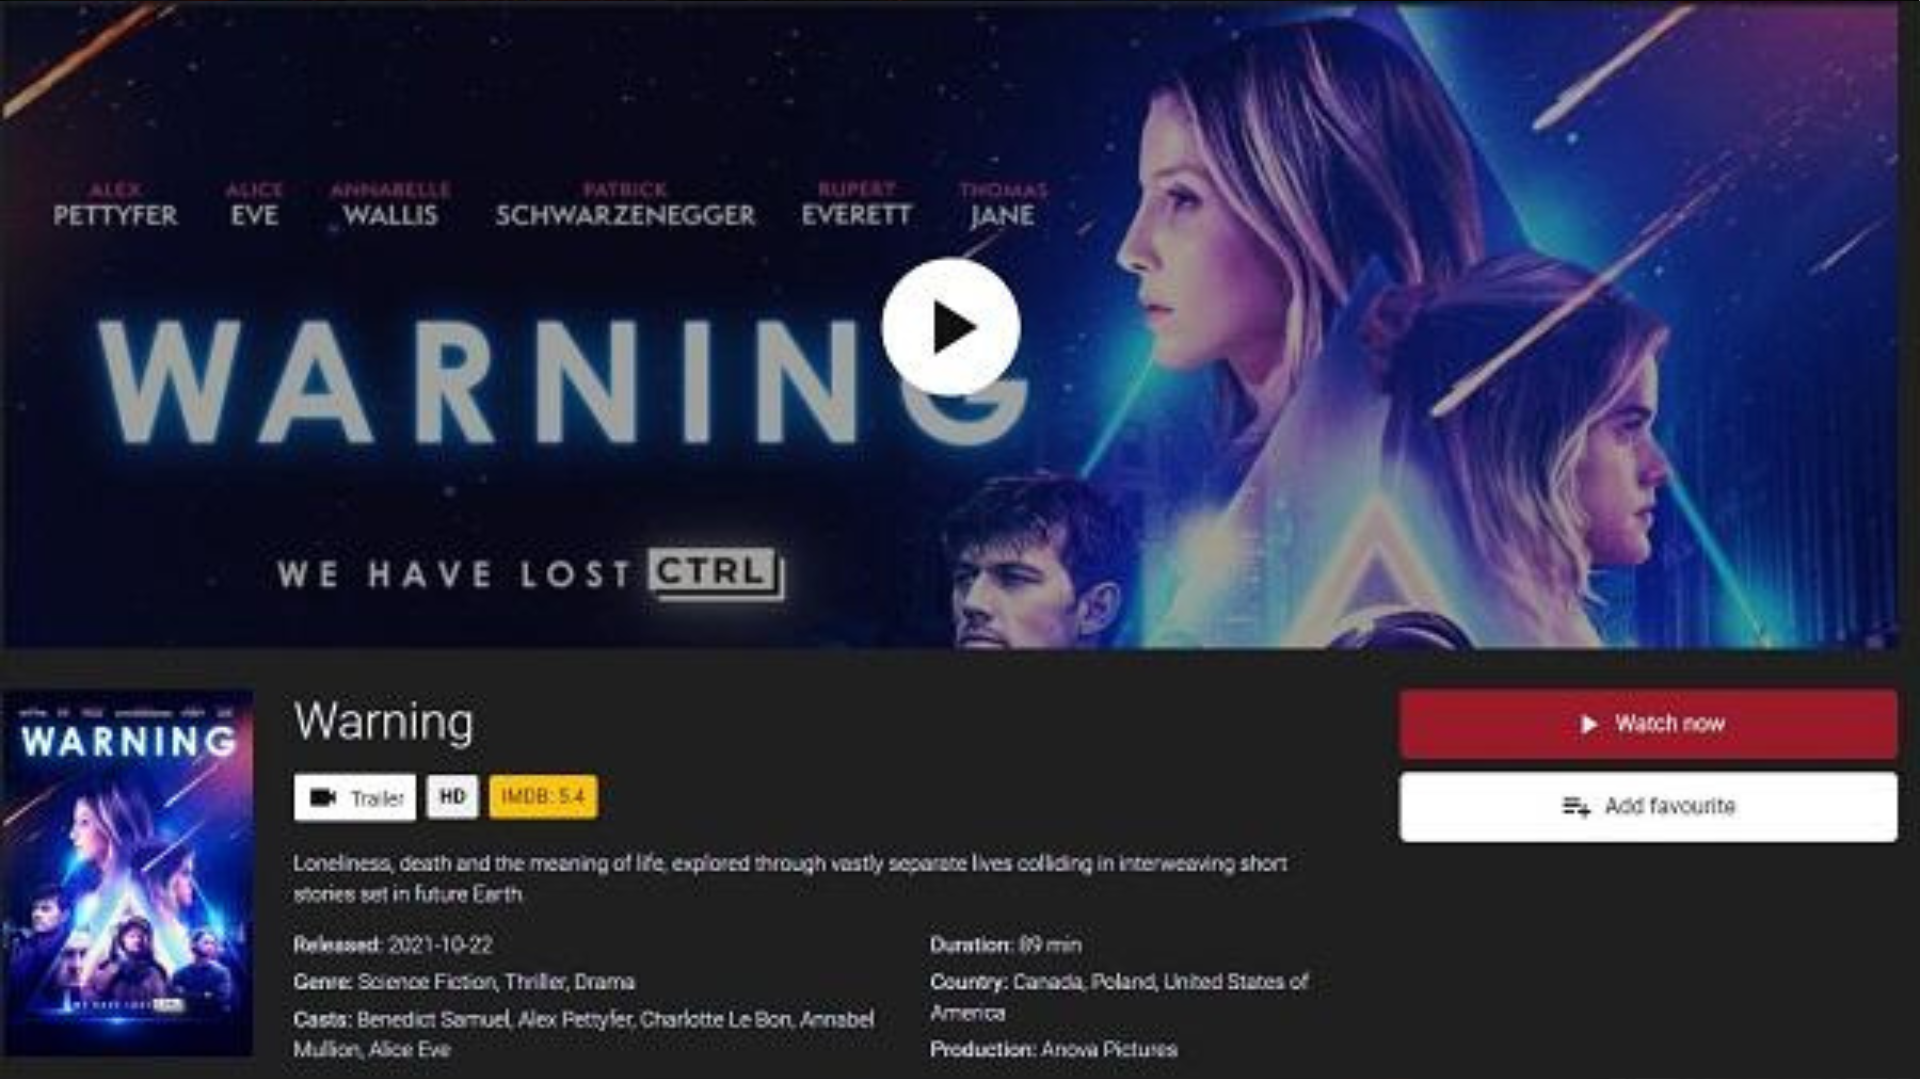 ALEX ALICE ANNABELLE PATRICK RUPERT THOMAS
PETTYFER EVE WALLIS SCHWARZENEGGER EVERETT JANE
WARNING
WE HAVE LOST CTRL
WARNING
Warning
Trailer HD IMDB: 5.4
Watch now
Add favourite
Loneliness, death and the meaning of life, explored through vastly separate lives colliding in interweaving short
stories set in future Earth.
Released: 2021-10-22
Genre: Science Fiction, Thriller, Drama
Casts: Benedict Samuel, Alex Pettyfer, Charlotte Le Bon, Annabel
Mullion, Alice Eve
Duration: 89 min
Country: Canada, Poland, United States of
America
Production: Anova Pictures